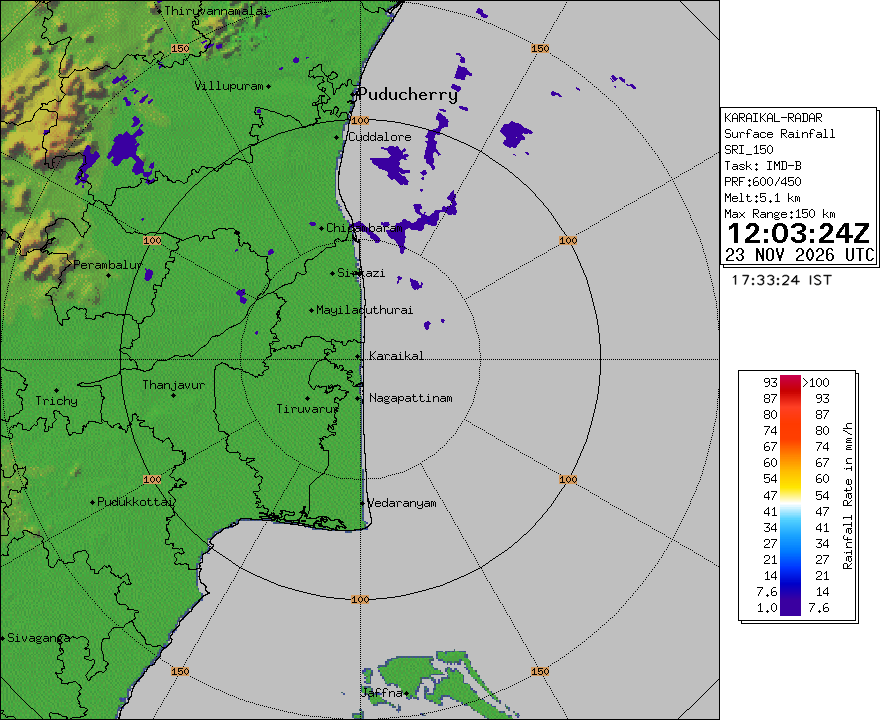 Thiruvannamalai
150
150
Villupuram
Puducherry
100
Cuddalore
Chidambaram
100
100
Perambalur
Sirkazi
Mayiladuthurai
Karaikal
Thanjavur
Trichy
Nagapattinam
Tiruvarur
100
100
Pudukkottai
Vedaranyam
100
Sivaganga
150
150
Jaffna
KARAIKAL-RADAR
Surface Rainfall
SRI_150
Task: IMD-B
PRF:600/450
Melt:5.1 km
Max Range:150 km
12:03:24Z
23 NOV 2026 UTC
17:33:24 IST
93 >100
87 93
80 87
74 80
67 74
60 67
54 60
47 54
41 47
34 41
27 34
21 27
14 21
7.6 14
1.0 7.6
Rainfall Rate in mm/h